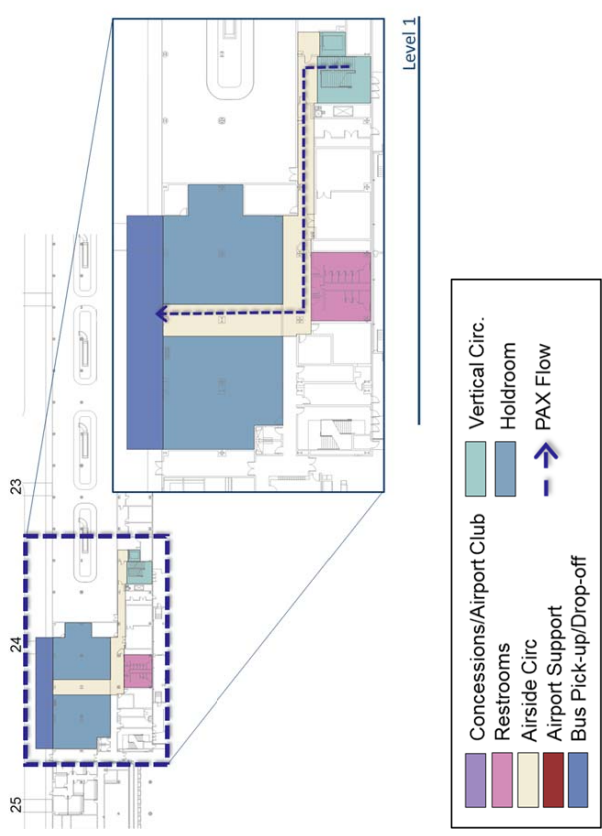 Level 1
23
24
25
Concessions/Airport Club
Restrooms
Airside Circ
Airport Support
Bus Pick-up/Drop-off
Vertical Circ.
Holdroom
PAX Flow